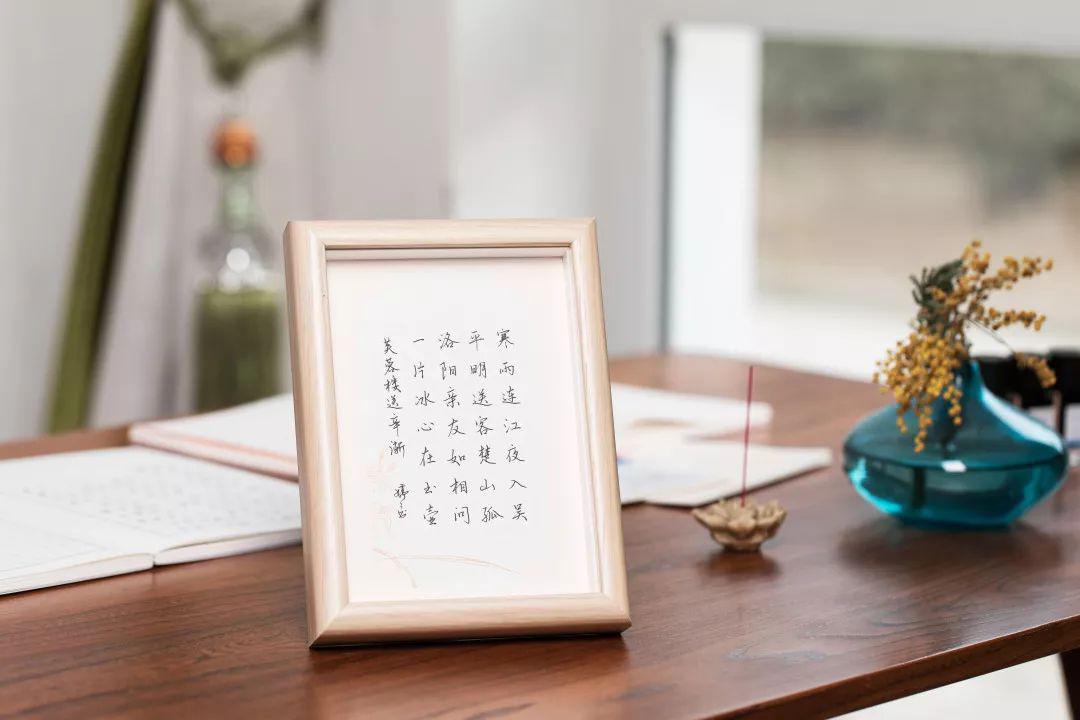 寒雨连江夜入吴
平明送客楚山孤
洛阳亲友如相问
一片冰心在玉壶
芙蓉楼送辛渐